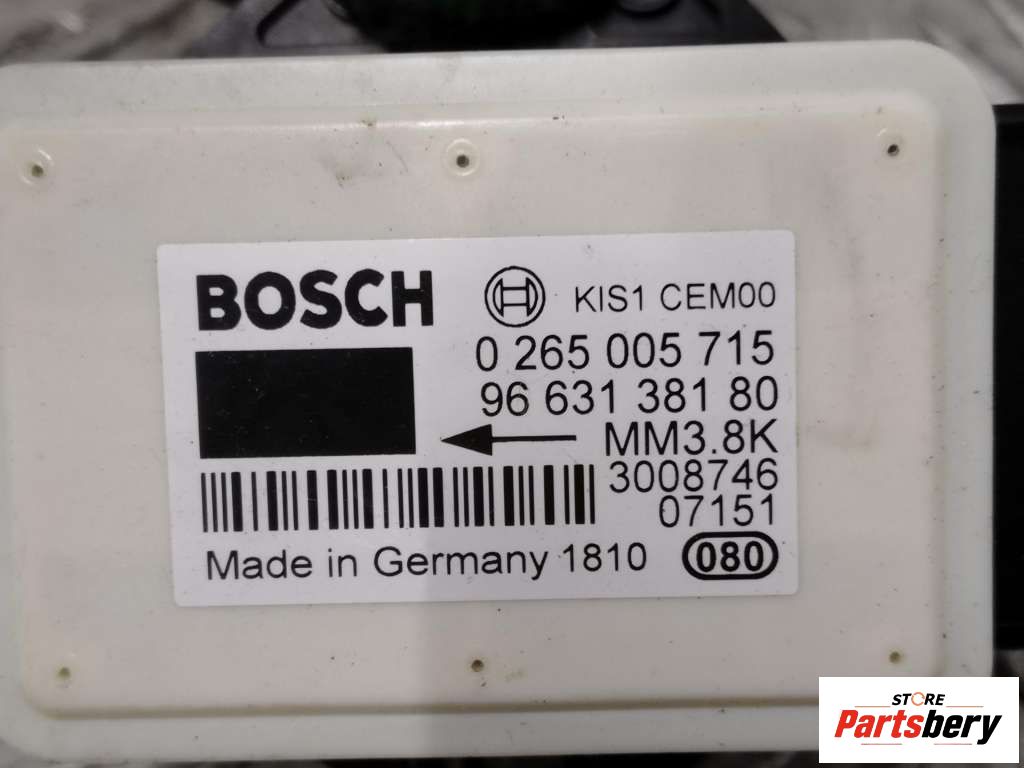 BOSCH KIS1 CEM00
0 265 005 715
96 631 381 80
MM3.8K
3008746
07151
Made in Germany 1810 080
STORE
Partsbery